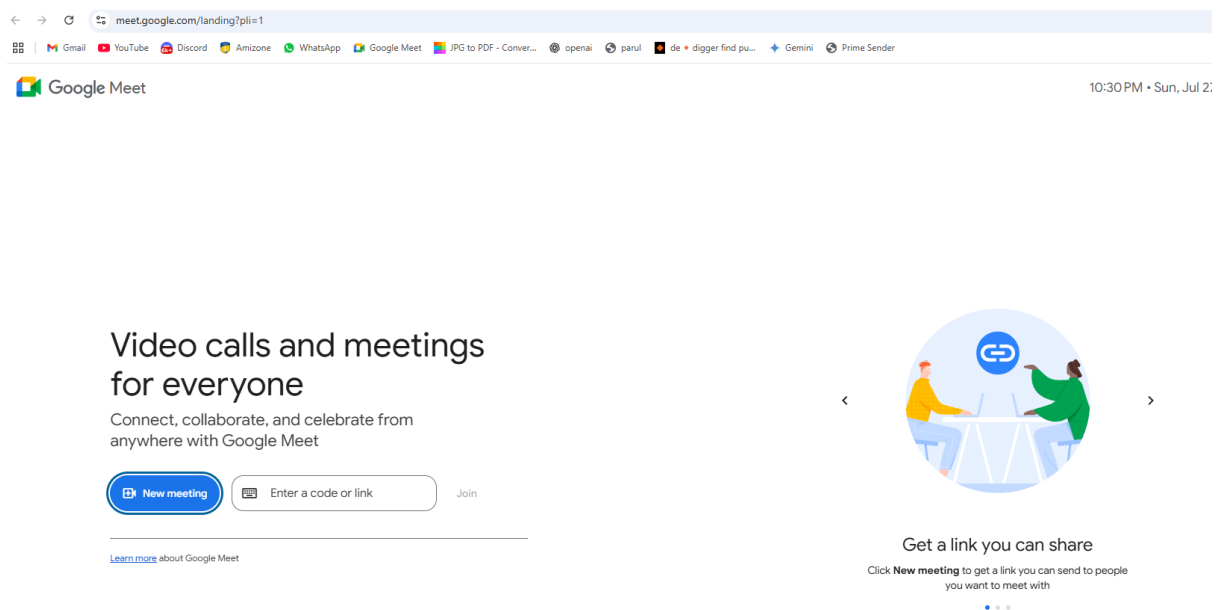 meet.google.com/landing?pli=1
Gmail YouTube Discord Amizone WhatsApp Google Meet JPG to PDF - Conver... openai parul de + digger find pu... Gemini Prime Sender
Google Meet
10:30 PM • Sun, Jul 27
Video calls and meetings
for everyone
Connect, collaborate, and celebrate from
anywhere with Google Meet
New meeting Enter a code or link Join
Learn more about Google Meet
Get a link you can share
Click New meeting to get a link you can send to people
you want to meet with